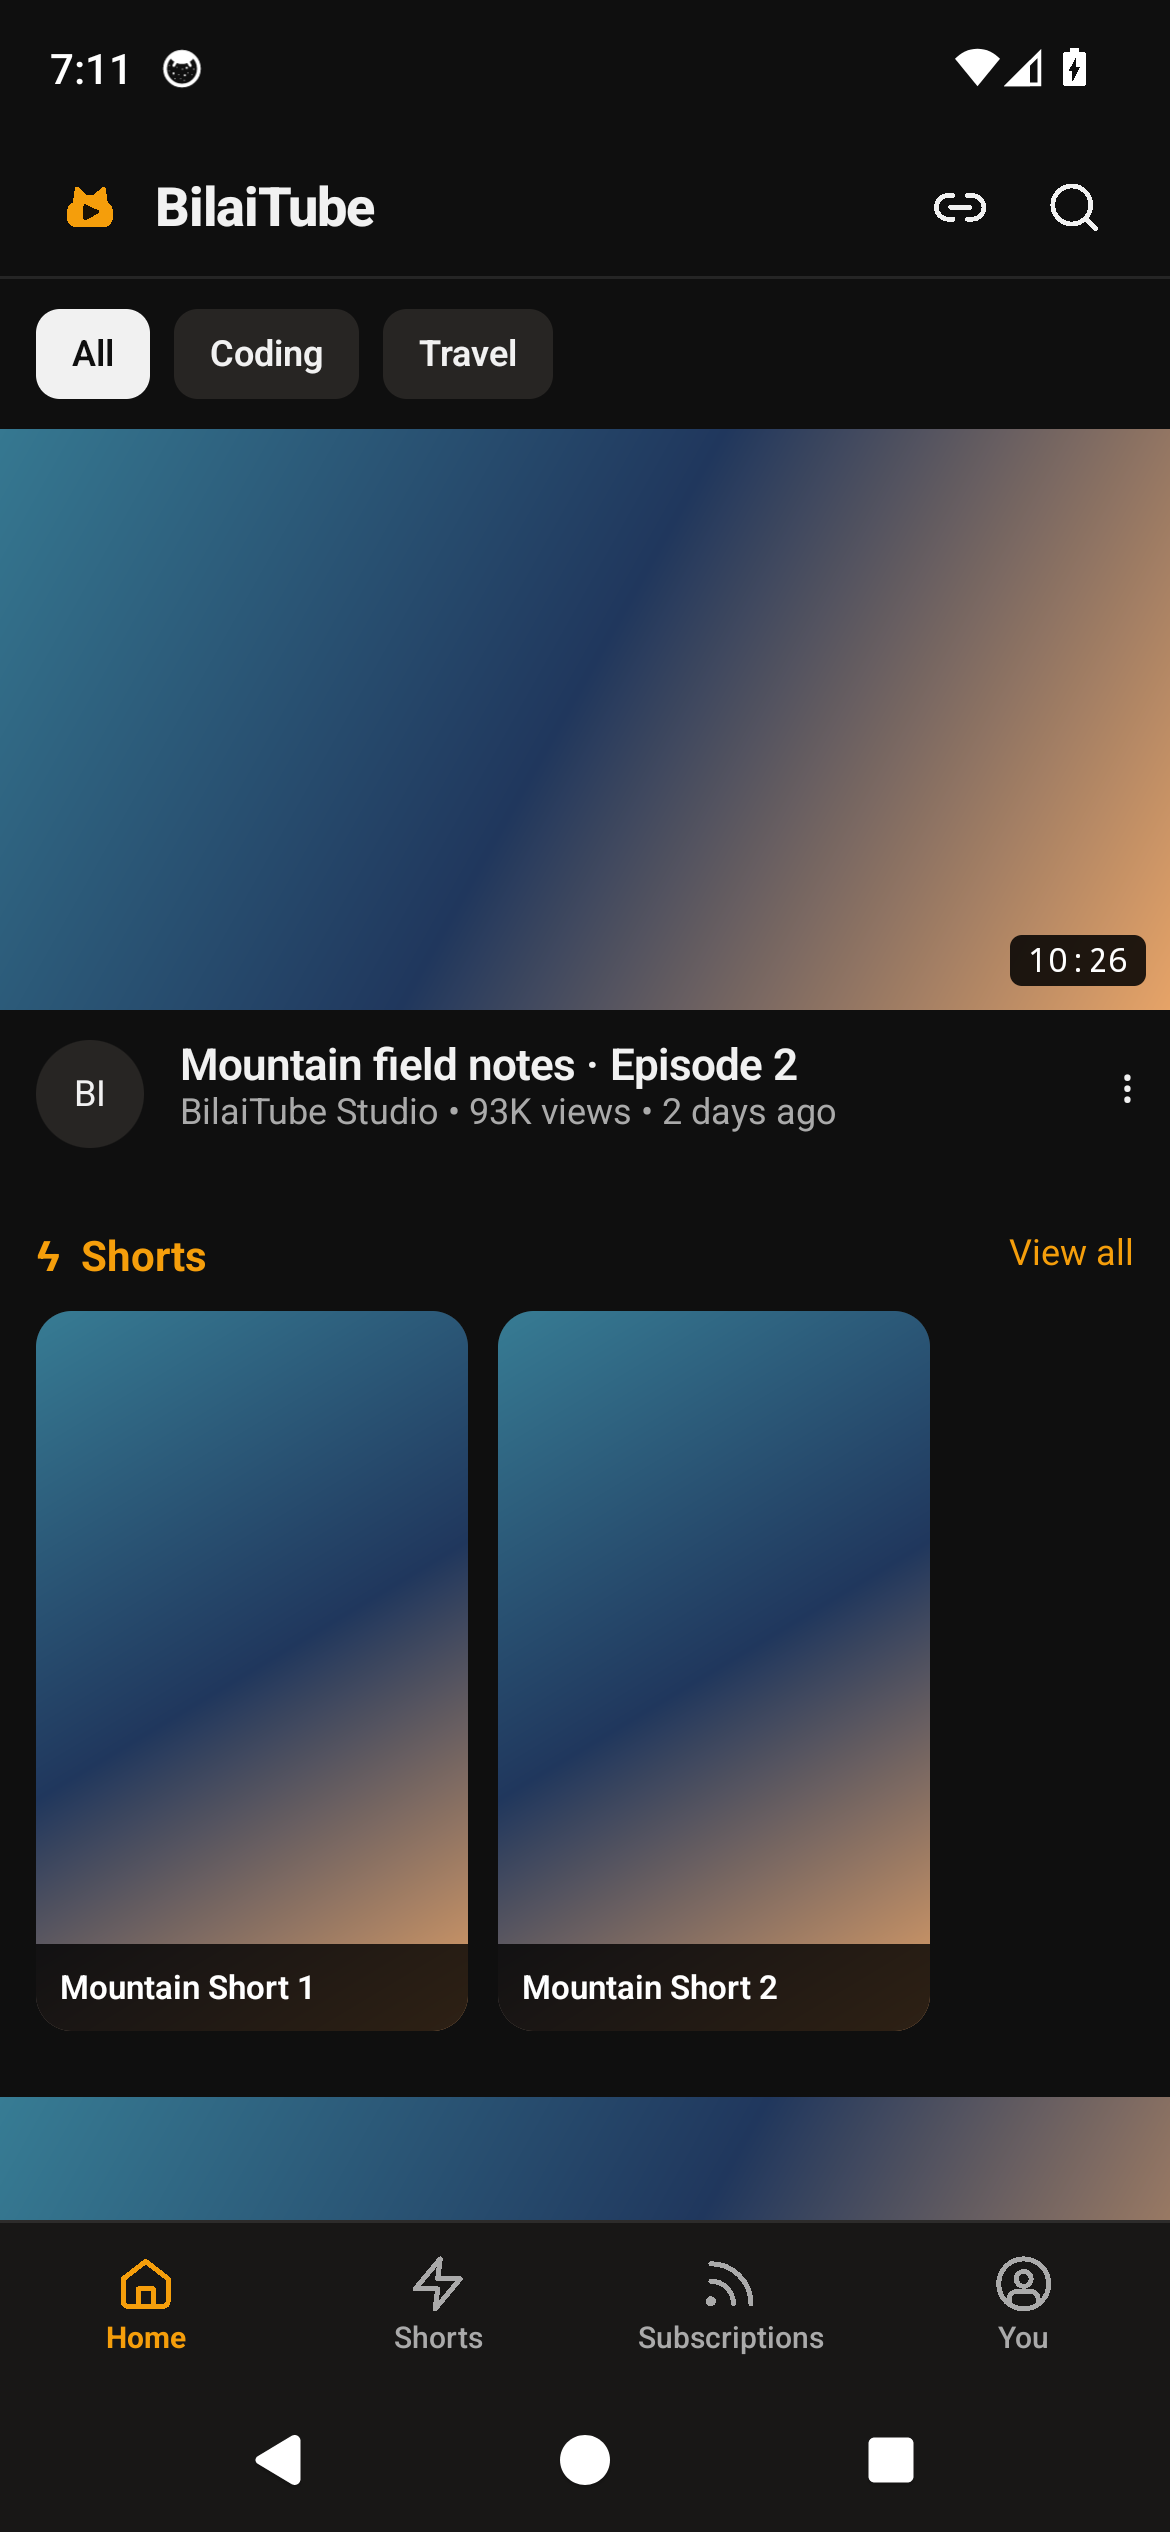 7:11
BilaiTube
All
Coding
Travel
10:26
BI
Mountain field notes · Episode 2
BilaiTube Studio • 93K views • 2 days ago
Shorts
View all
Mountain Short 1
Mountain Short 2
Home
Shorts
Subscriptions
You